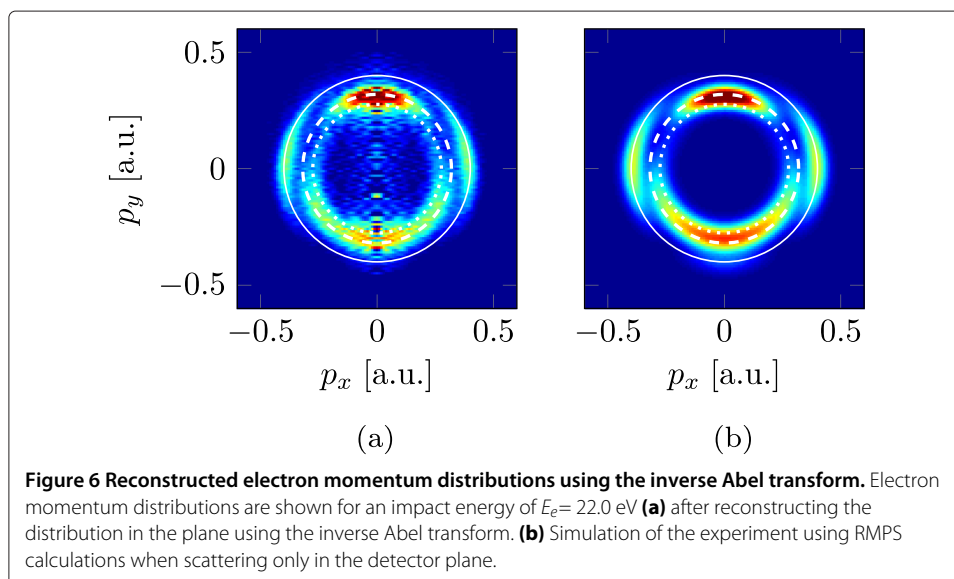 0.5
0
−0.5
p_y [a.u.]
−0.5 0 0.5
−0.5 0 0.5
p_x [a.u.]
p_x [a.u.]
(a)
(b)
Figure 6 Reconstructed electron momentum distributions using the inverse Abel transform. Electron
momentum distributions are shown for an impact energy of E_e= 22.0 eV (a) after reconstructing the
distribution in the plane using the inverse Abel transform. (b) Simulation of the experiment using RMPS
calculations when scattering only in the detector plane.